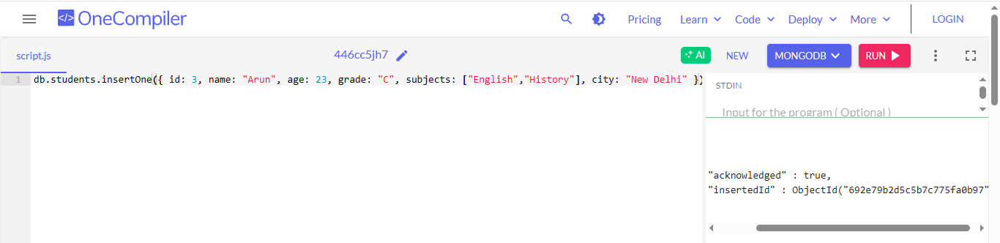 OneCompiler
Pricing Learn Code Deploy More LOGIN
script.js 446cc5jh7 AI NEW MONGODB RUN
1 db.students.insertOne({ id: 3, name: "Arun", age: 23, grade: "C", subjects: ["English","History"], city: "New Delhi" })
STDIN
Input for the program ( Optional )
"acknowledged" : true,
"insertedId" : ObjectId("692e79b2d5c5b7c775fa0b97"